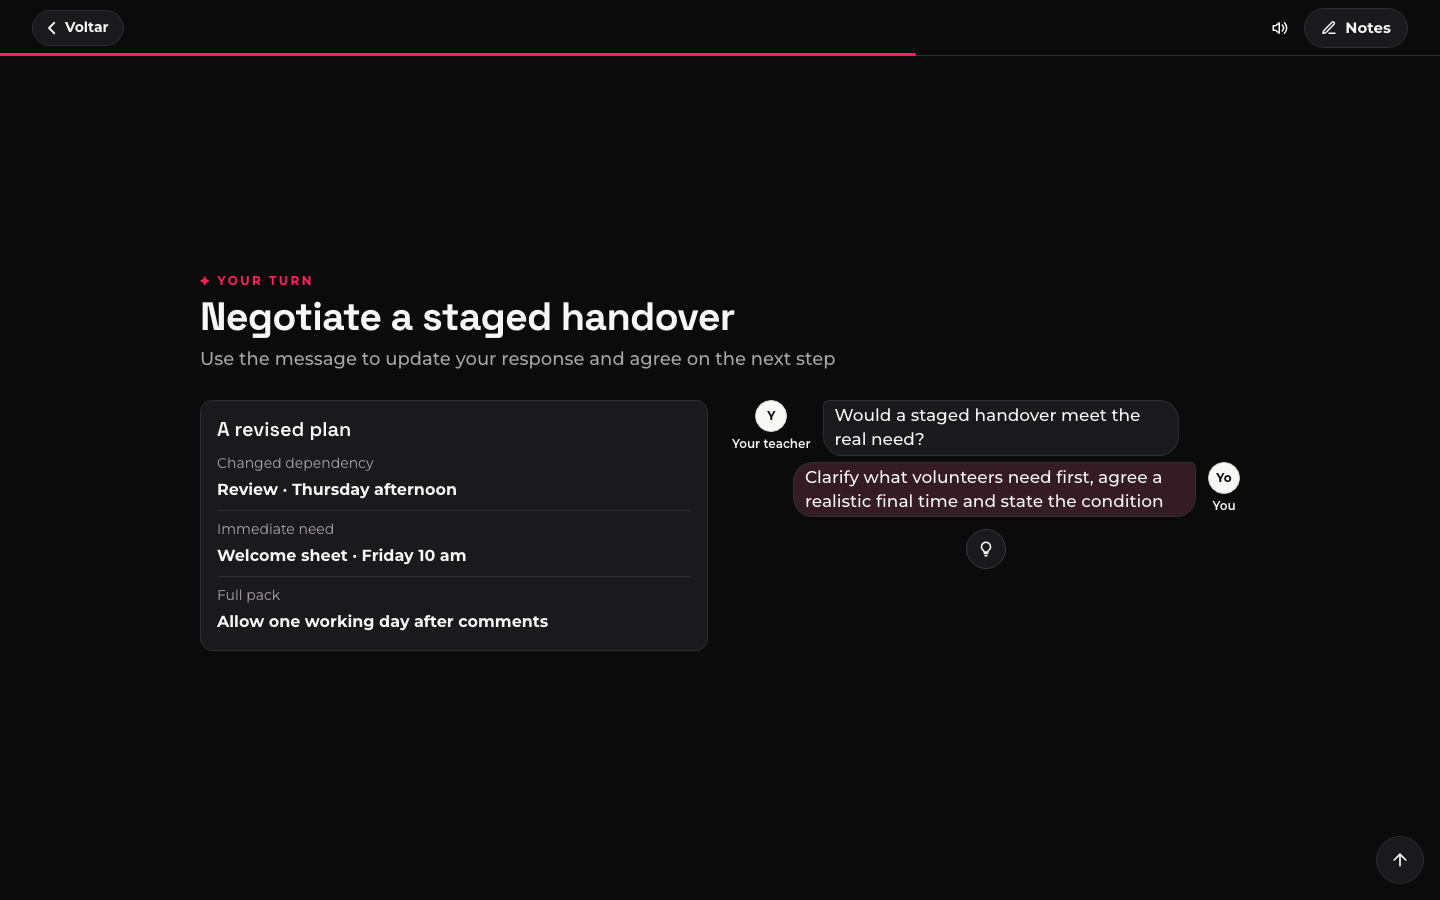 Voltar
Notes
YOUR TURN
Negotiate a staged handover
Use the message to update your response and agree on the next step
A revised plan
Changed dependency
Review · Thursday afternoon
Immediate need
Welcome sheet · Friday 10 am
Full pack
Allow one working day after comments
Y
Your teacher
Would a staged handover meet the
real need?
Clarify what volunteers need first, agree a
realistic final time and state the condition
Yo
You